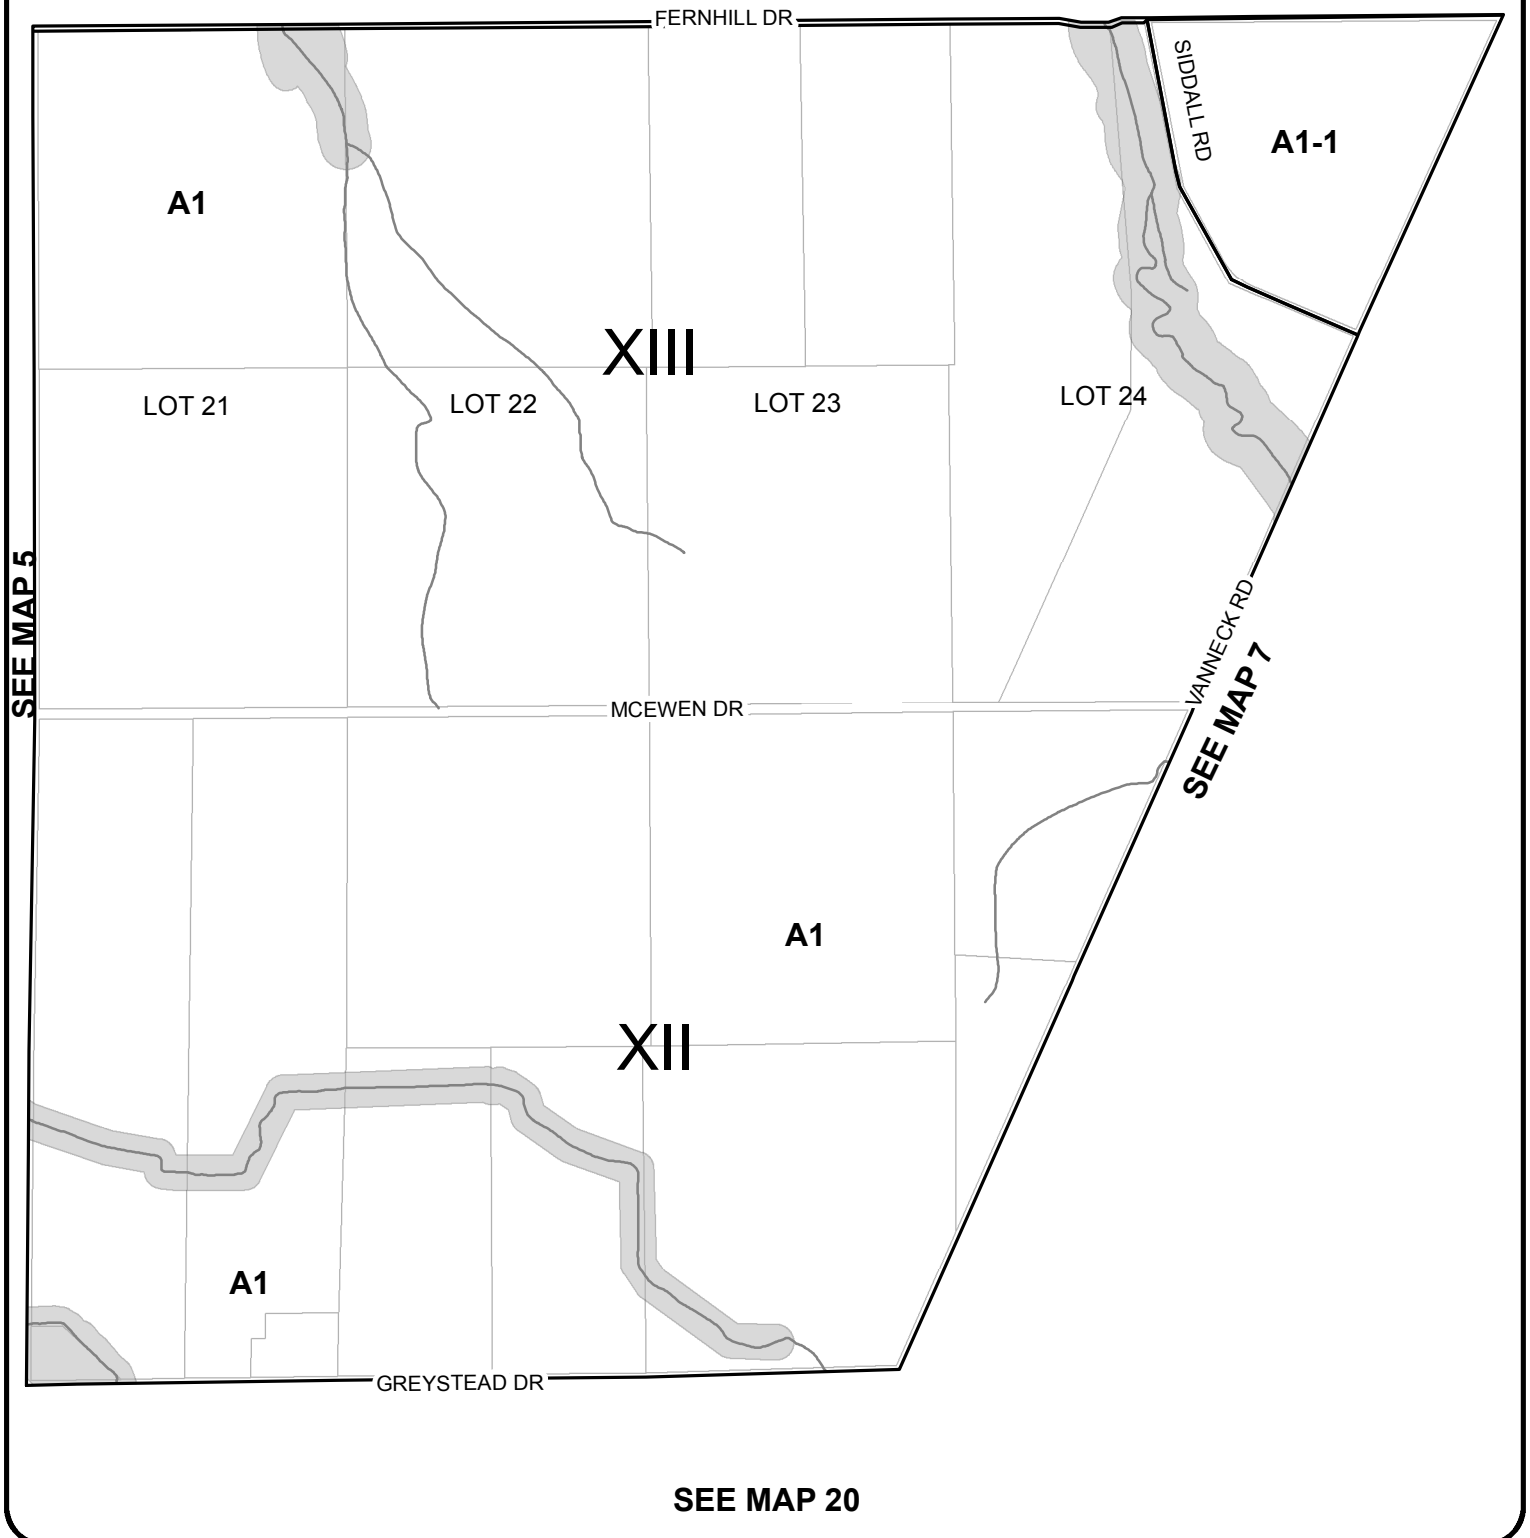 FERNHILL DR
SIDDALL RD
A1-1
A1
XIII
LOT 21
LOT 22
LOT 23
LOT 24
SEE MAP 5
VANNECK RD
SEE MAP 7
MCEWEN DR
A1
XII
A1
GREYSTEAD DR
SEE MAP 20